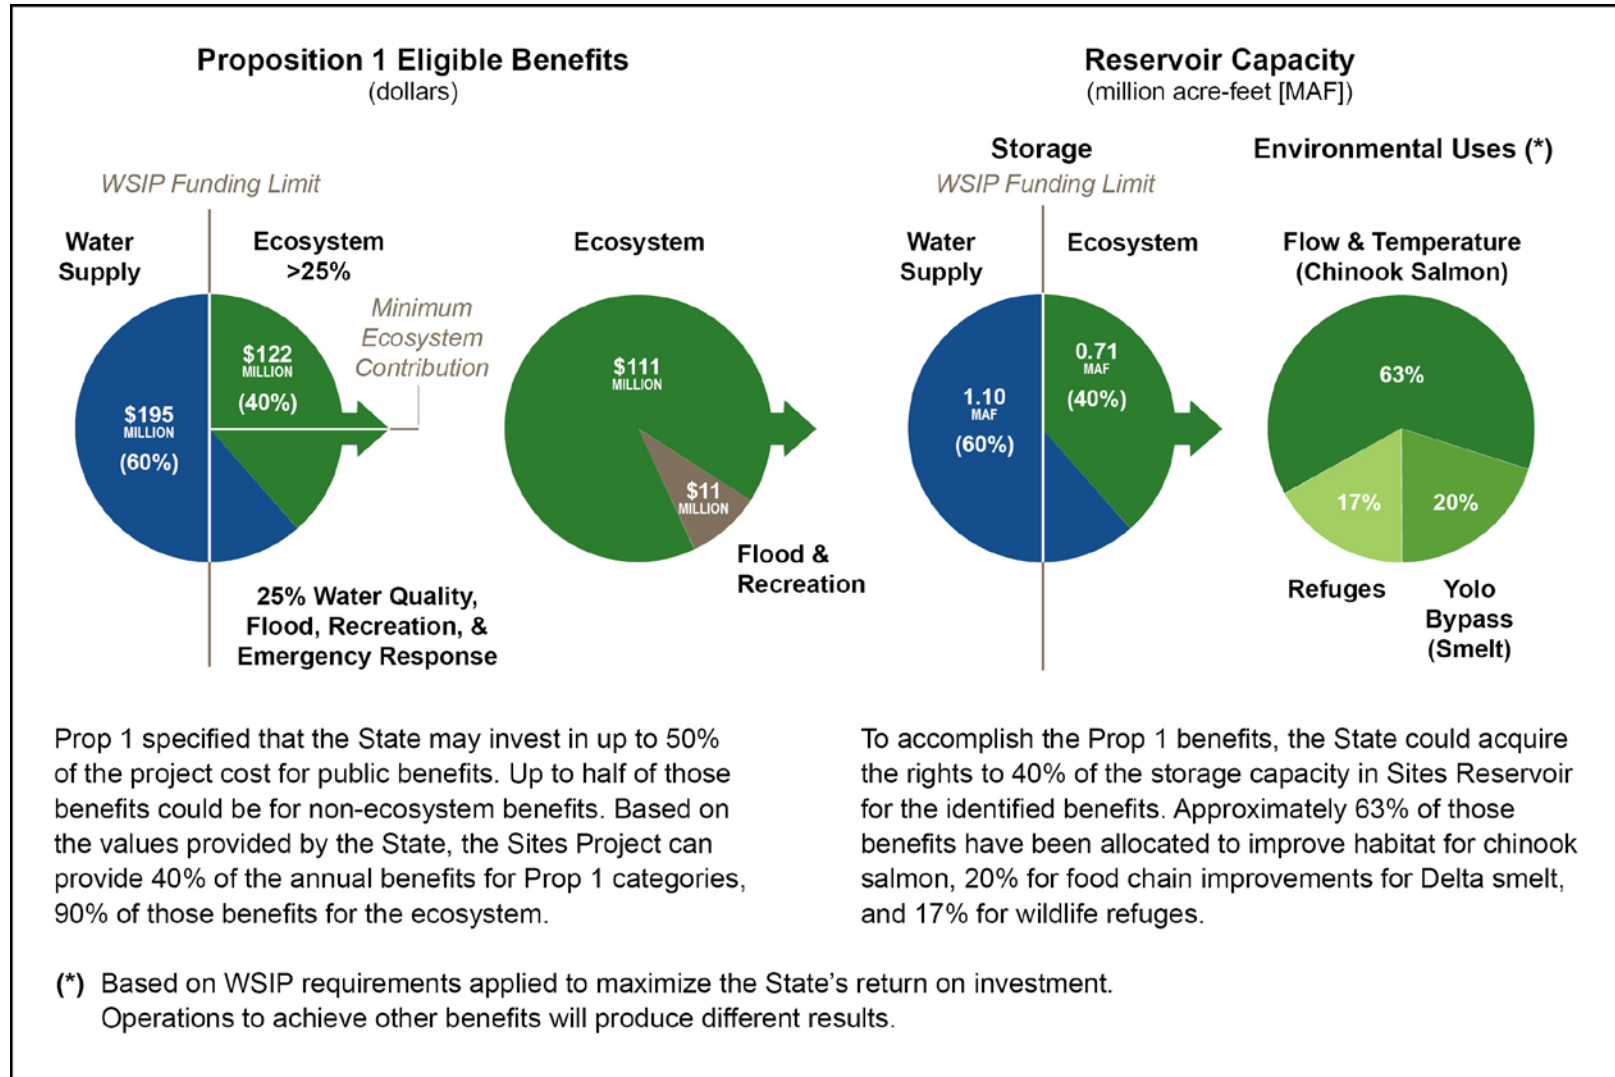 Proposition 1 Eligible Benefits
(dollars)
WSIP Funding Limit
Water
Supply
Ecosystem
>25%
Minimum
Ecosystem
Contribution
$122
MILLION
(40%)
$195
MILLION
(60%)
25% Water Quality,
Flood, Recreation, &
Emergency Response
Ecosystem
$111
MILLION
$11
MILLION
Flood &
Recreation
Reservoir Capacity
(million acre-feet [MAF])
Storage
WSIP Funding Limit
Water
Supply
Ecosystem
0.71
MAF
(40%)
1.10
MAF
(60%)
Environmental Uses (*)
Flow & Temperature
(Chinook Salmon)
63%
17%
20%
Refuges
Yolo
Bypass
(Smelt)
Prop 1 specified that the State may invest in up to 50%
of the project cost for public benefits. Up to half of those
benefits could be for non-ecosystem benefits. Based on
the values provided by the State, the Sites Project can
provide 40% of the annual benefits for Prop 1 categories,
90% of those benefits for the ecosystem.
To accomplish the Prop 1 benefits, the State could acquire
the rights to 40% of the storage capacity in Sites Reservoir
for the identified benefits. Approximately 63% of those
benefits have been allocated to improve habitat for chinook
salmon, 20% for food chain improvements for Delta smelt,
and 17% for wildlife refuges.
(*) Based on WSIP requirements applied to maximize the State's return on investment.
Operations to achieve other benefits will produce different results.